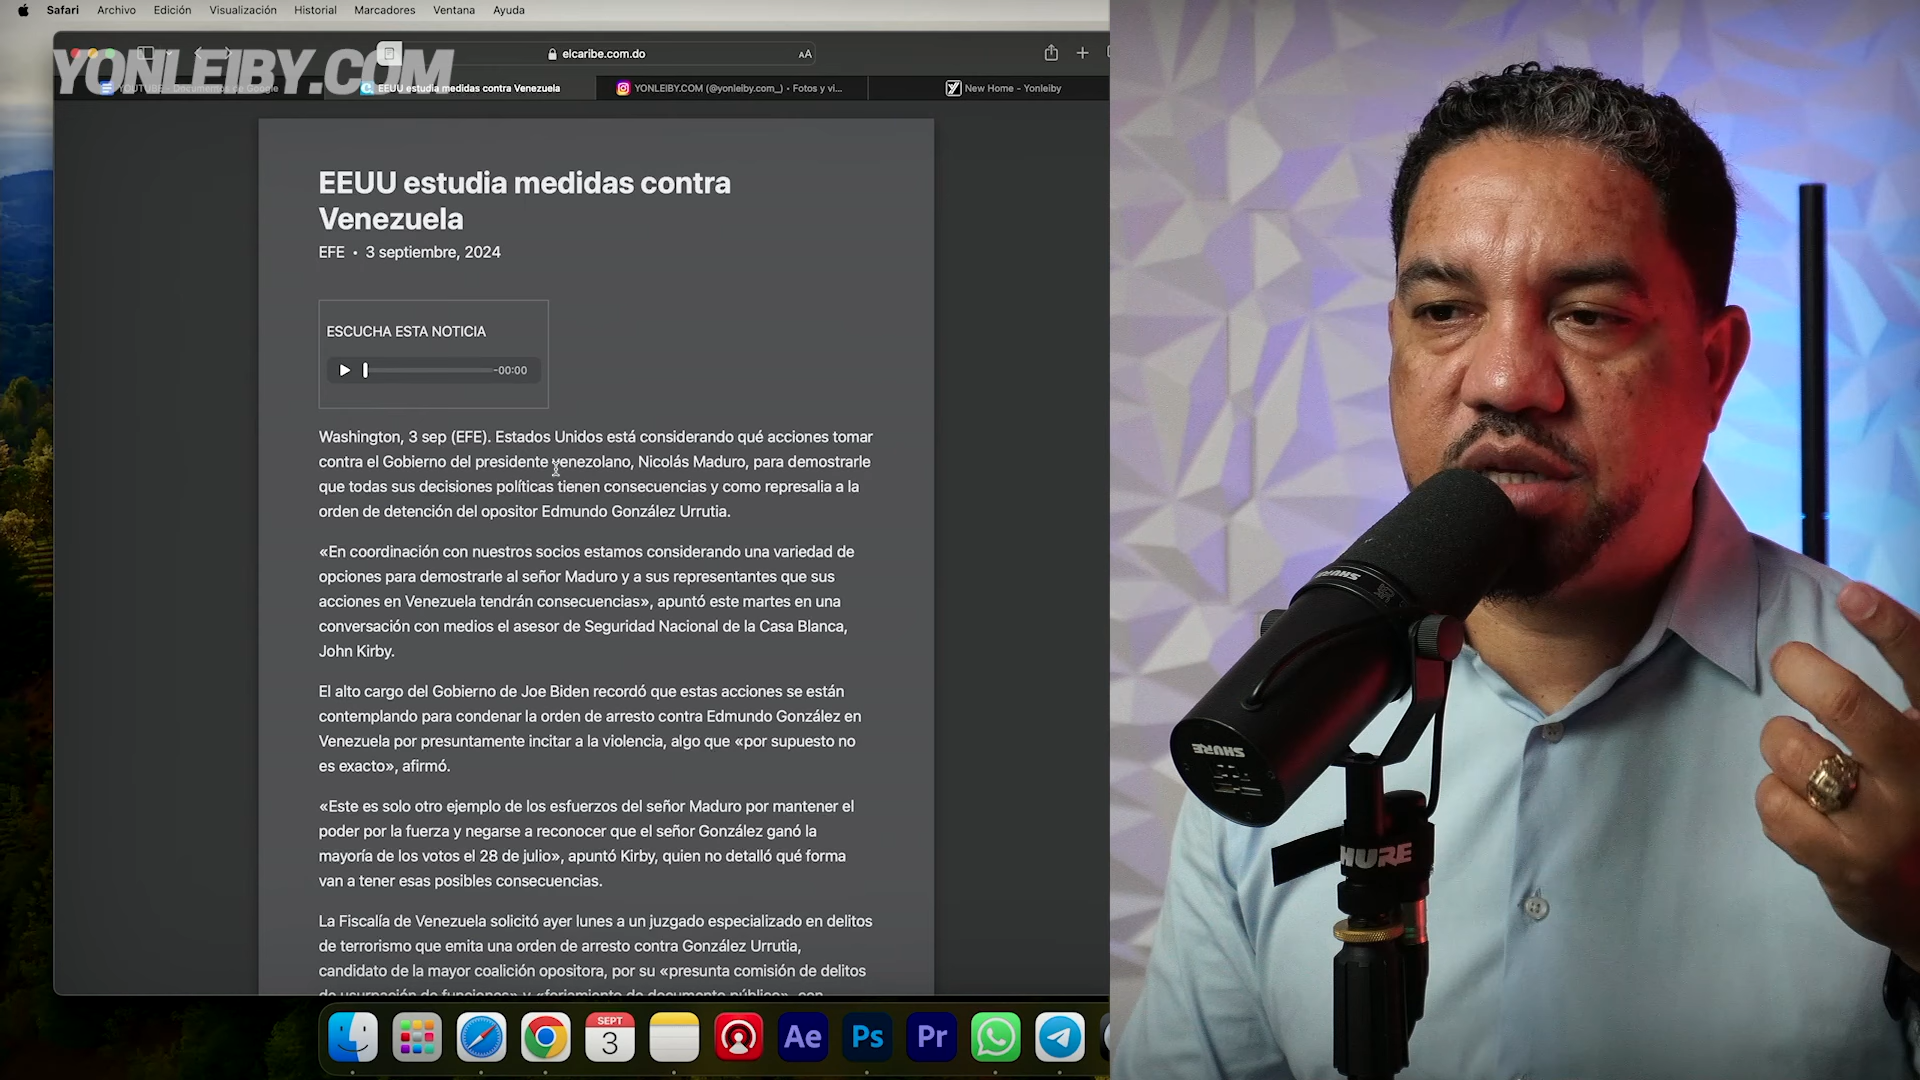 Safari Archivo Edición Visualización Historial Marcadores Ventana Ayuda
YONLEIBY.COM
elcaribe.com.do
AA
EEUU estudia medidas contra Venezuela
YONLEIBY.COM (@yonleiby.com_) • Fotos y vi...
New Home - Yonleiby
EEUU estudia medidas contra
Venezuela
EFE • 3 septiembre, 2024
ESCUCHA ESTA NOTICIA
-00:00
Washington, 3 sep (EFE). Estados Unidos está considerando qué acciones tomar
contra el Gobierno del presidente venezolano, Nicolás Maduro, para demostrarle
que todas sus decisiones políticas tienen consecuencias y como represalia a la
orden de detención del opositor Edmundo González Urrutia.
«En coordinación con nuestros socios estamos considerando una variedad de
opciones para demostrarle al señor Maduro y a sus representantes que sus
acciones en Venezuela tendrán consecuencias», apuntó este martes en una
conversación con medios el asesor de Seguridad Nacional de la Casa Blanca,
John Kirby.
El alto cargo del Gobierno de Joe Biden recordó que estas acciones se están
contemplando para condenar la orden de arresto contra Edmundo González en
Venezuela por presuntamente incitar a la violencia, algo que «por supuesto no
es exacto», afirmó.
«Este es solo otro ejemplo de los esfuerzos del señor Maduro por mantener el
poder por la fuerza y negarse a reconocer que el señor González ganó la
mayoría de los votos el 28 de julio», apuntó Kirby, quien no detalló qué forma
van a tener esas posibles consecuencias.
La Fiscalía de Venezuela solicitó ayer lunes a un juzgado especializado en delitos
de terrorismo que emita una orden de arresto contra González Urrutia,
candidato de la mayor coalición opositora, por su «presunta comisión de delitos
de usurpación de funciones» y «forjamiento de documento público», con
SEPT
3
Ae
Ps
Pr
SHURE
SHURE
SHURE